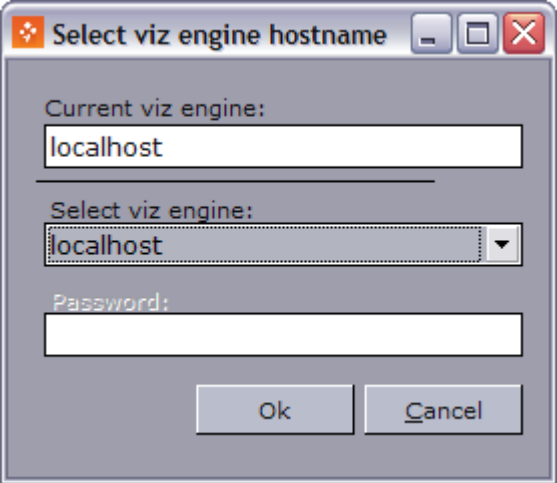 Select viz engine hostname
Current viz engine:
localhost
Select viz engine:
localhost
Password:
Ok
Cancel